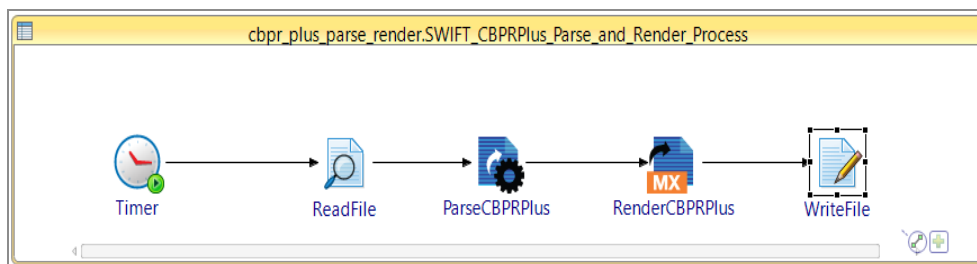 cbpr_plus_parse_render.SWIFT_CBPRPlus_Parse_and_Render_Process
MX
Timer ReadFile ParseCBPRPlus RenderCBPRPlus WriteFile